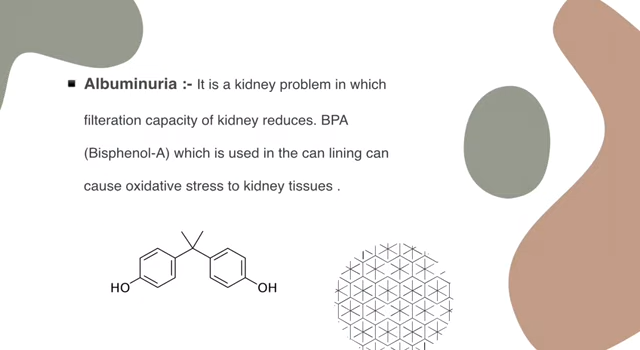 ▪ Albuminuria :- It is a kidney problem in which
filteration capacity of kidney reduces. BPA
(Bisphenol-A) which is used in the can lining can
cause oxidative stress to kidney tissues .
HO OH